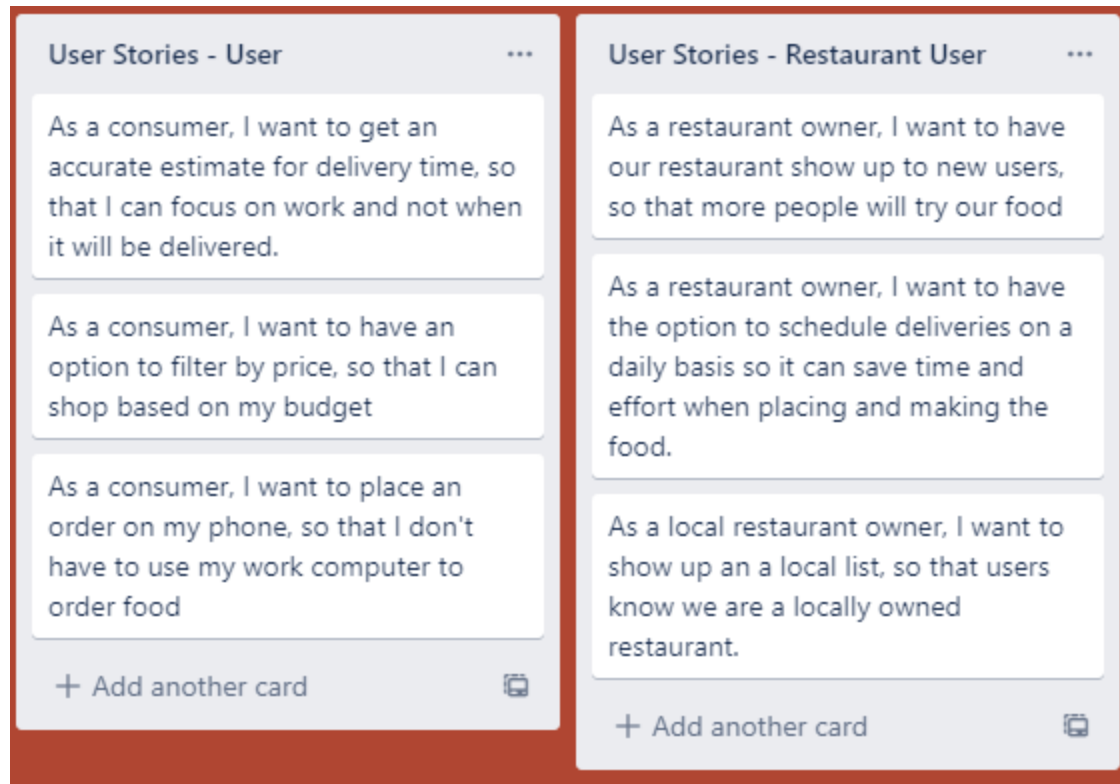 User Stories - User
As a consumer, I want to get an
accurate estimate for delivery time, so
that I can focus on work and not when
it will be delivered.
As a consumer, I want to have an
option to filter by price, so that I can
shop based on my budget
As a consumer, I want to place an
order on my phone, so that I don't
have to use my work computer to
order food
+ Add another card
User Stories - Restaurant User
As a restaurant owner, I want to have
our restaurant show up to new users,
so that more people will try our food
As a restaurant owner, I want to have
the option to schedule deliveries on a
daily basis so it can save time and
effort when placing and making the
food.
As a local restaurant owner, I want to
show up an a local list, so that users
know we are a locally owned
restaurant.
+ Add another card